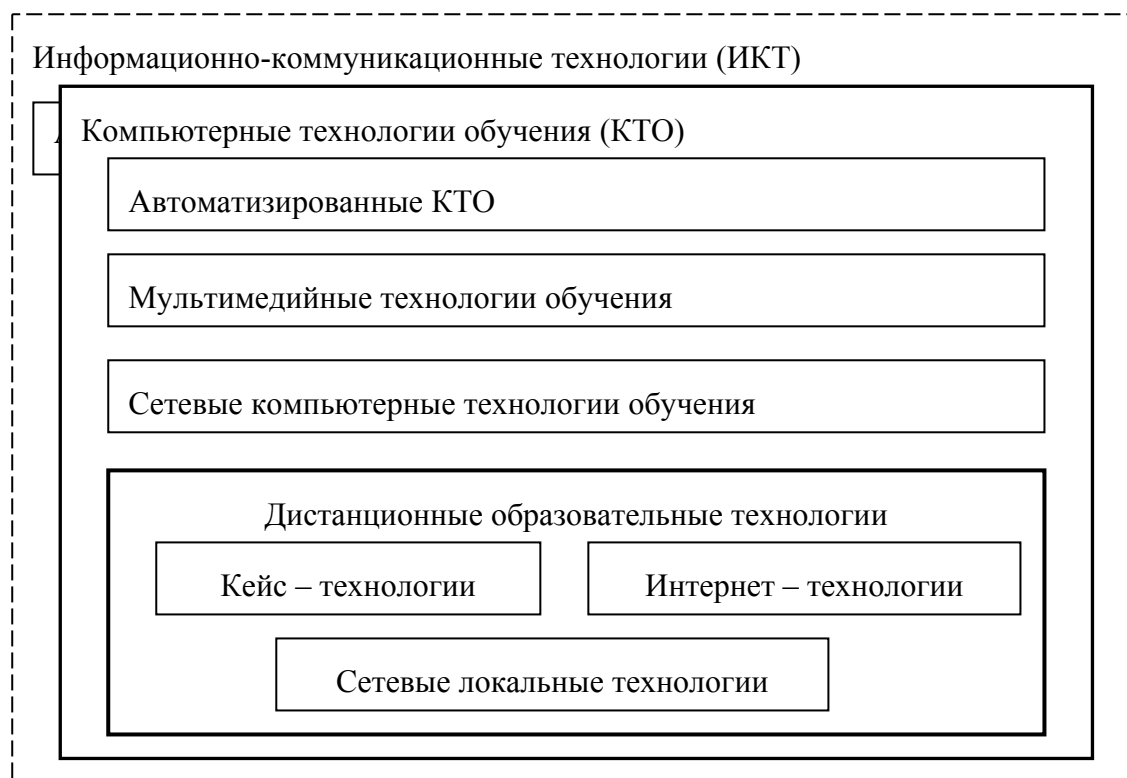 Информационно-коммуникационные технологии (ИКТ)
Компьютерные технологии обучения (КТО)
Автоматизированные КТО
Мультимедийные технологии обучения
Сетевые компьютерные технологии обучения
Дистанционные образовательные технологии
Кейс – технологии
Интернет – технологии
Сетевые локальные технологии